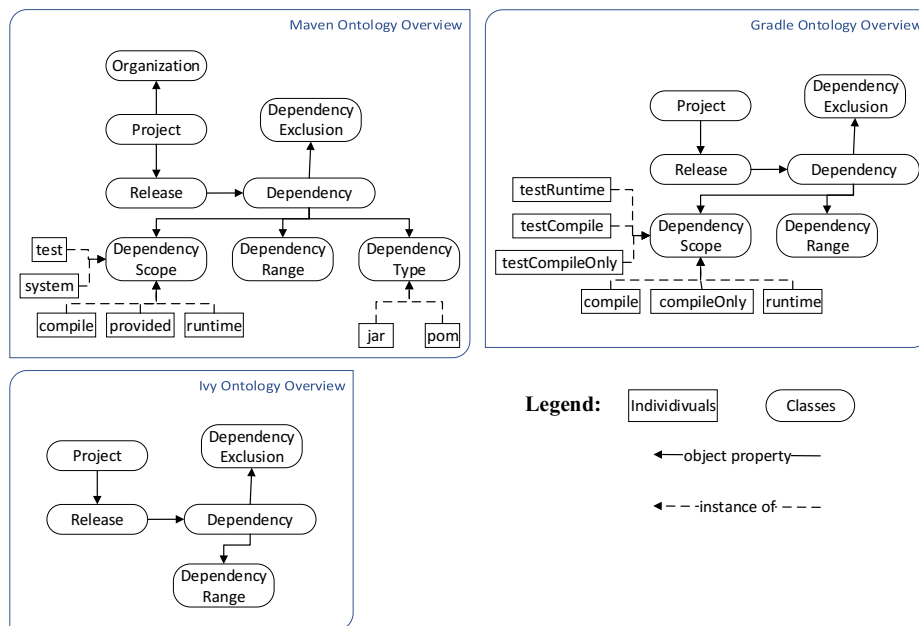 Maven Ontology Overview
Organization
Project
Dependency
Exclusion
Release
Dependency
test
Dependency
Scope
Dependency
Range
Dependency
Type
system
compile
provided
runtime
jar
pom
Gradle Ontology Overview
Project
Dependency
Exclusion
Release
Dependency
testRuntime
testCompile
testCompileOnly
Dependency
Scope
Dependency
Range
compile
compileOnly
runtime
Ivy Ontology Overview
Project
Dependency
Exclusion
Release
Dependency
Dependency
Range
Legend:
Individivuals
Classes
object property
instance of